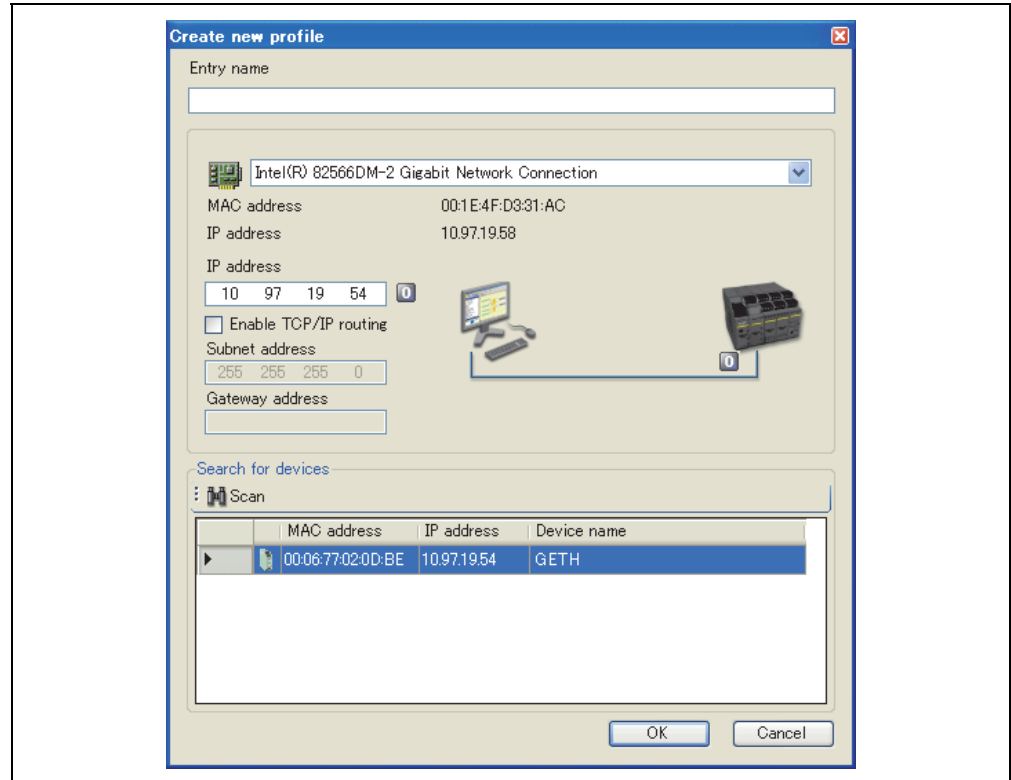 Create new profile
Entry name
Intel(R) 82566DM-2 Gigabit Network Connection
MAC address 00:1E:4F:D3:31:AC
IP address 10.97.19.58
IP address
10 97 19 54 0
Enable TCP/IP routing
Subnet address
255 255 255 0
0
Gateway address
Search for devices
Scan
MAC address IP address Device name
00:06:77:02:0D:BE 10.97.19.54 GETH
OK Cancel